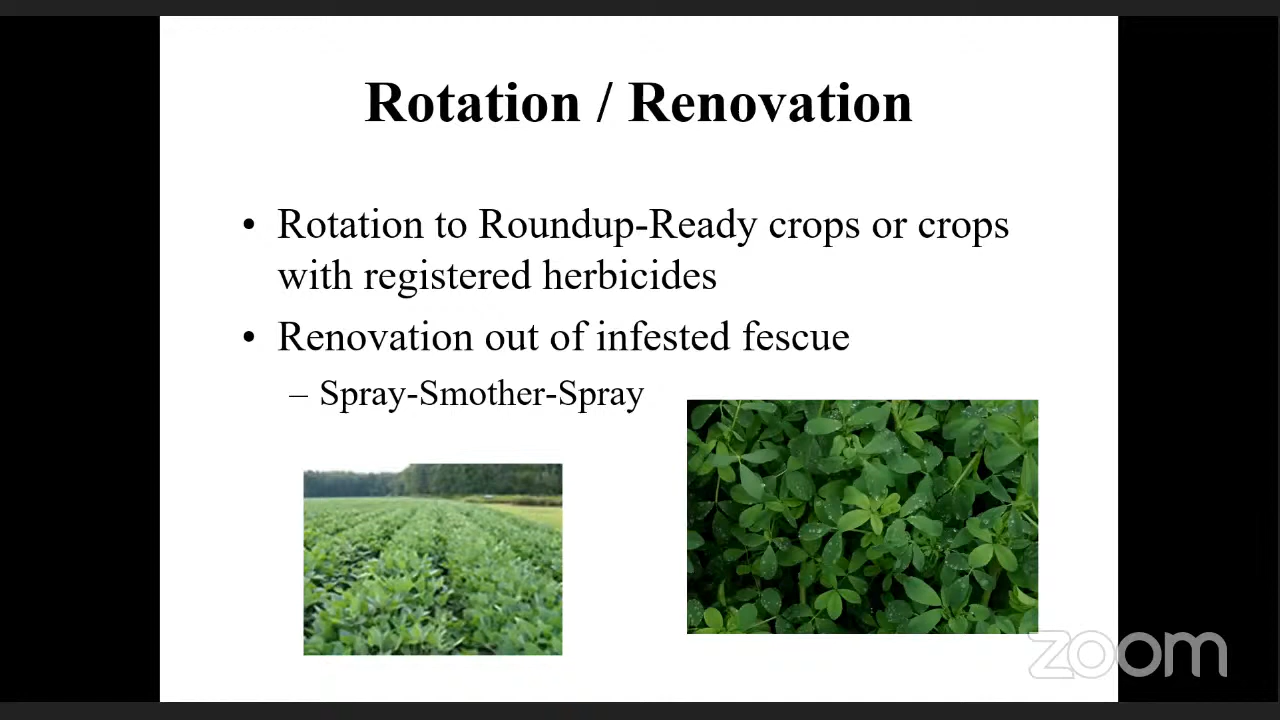 Rotation / Renovation
• Rotation to Roundup-Ready crops or crops
with registered herbicides
• Renovation out of infested fescue
– Spray-Smother-Spray
zoom